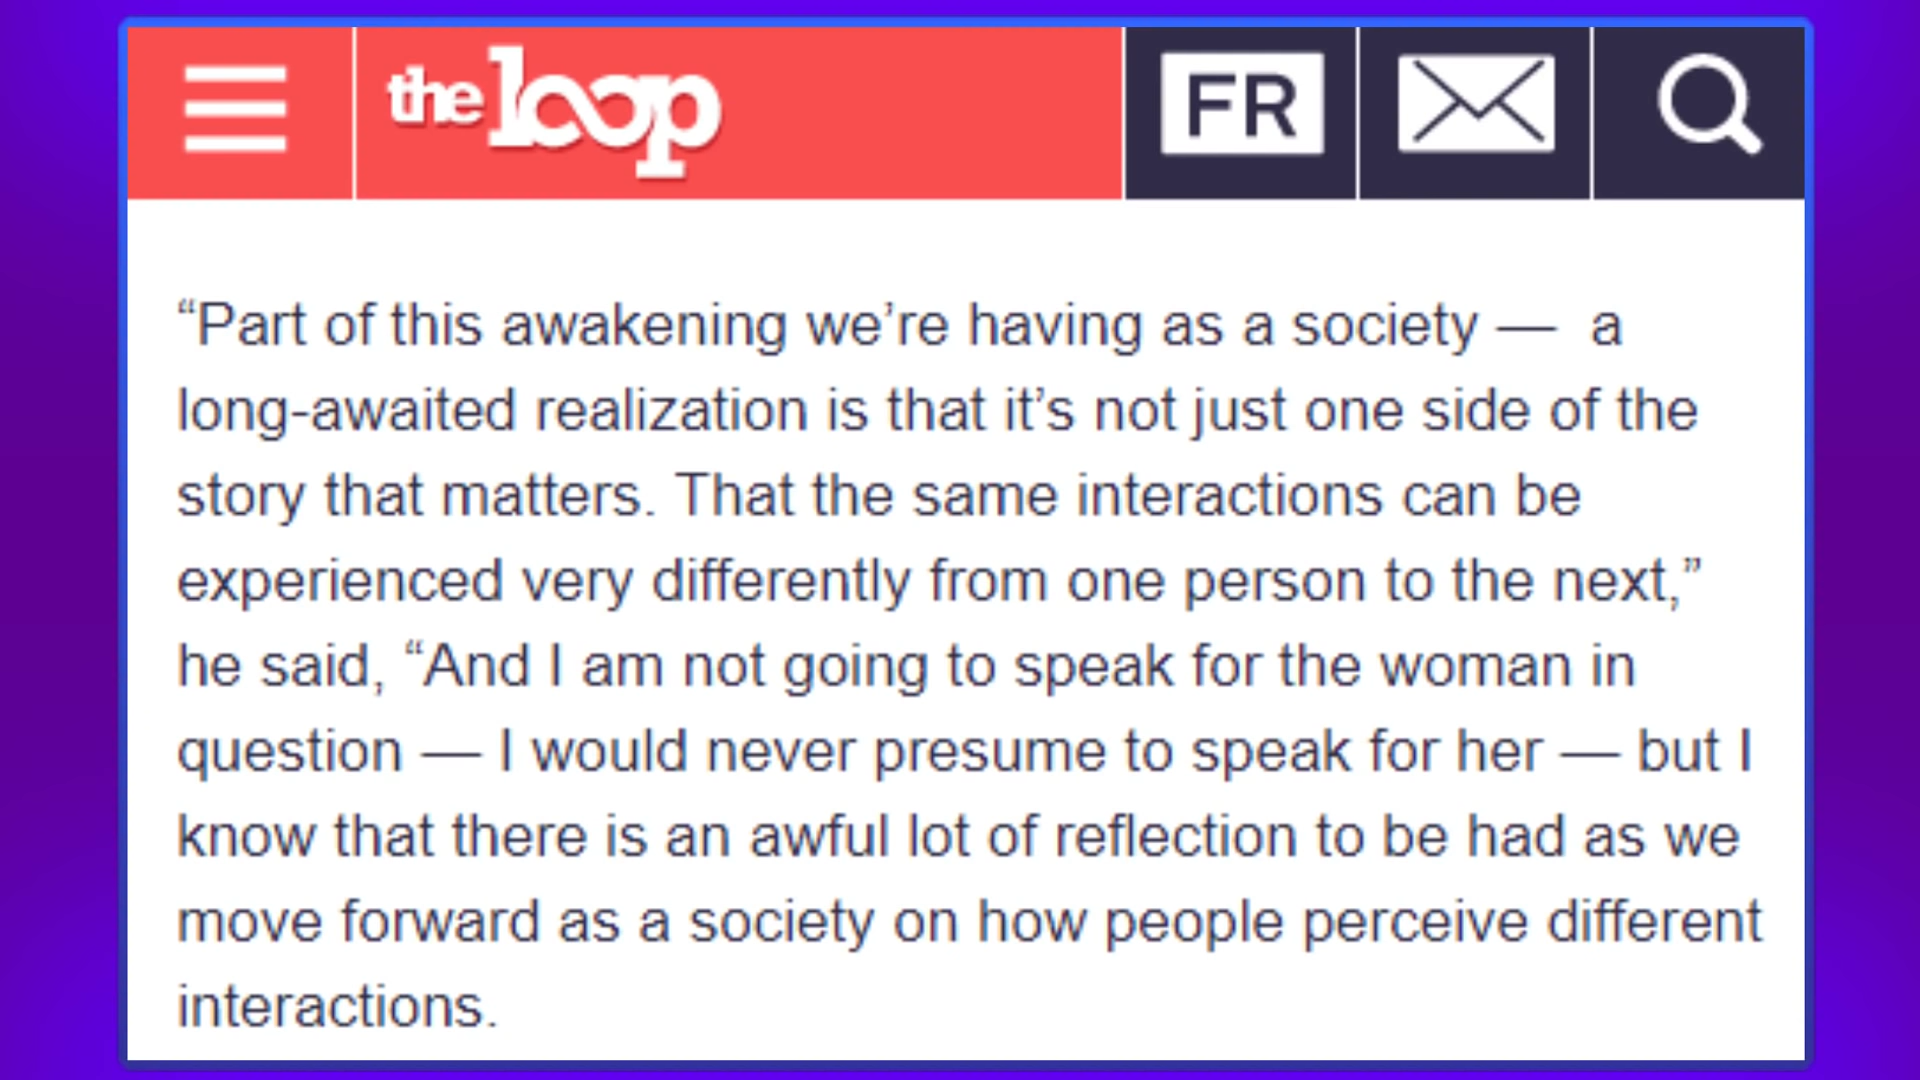 the loop
FR
“Part of this awakening we’re having as a society — a
long-awaited realization is that it’s not just one side of the
story that matters. That the same interactions can be
experienced very differently from one person to the next,”
he said, “And I am not going to speak for the woman in
question — I would never presume to speak for her — but I
know that there is an awful lot of reflection to be had as we
move forward as a society on how people perceive different
interactions.